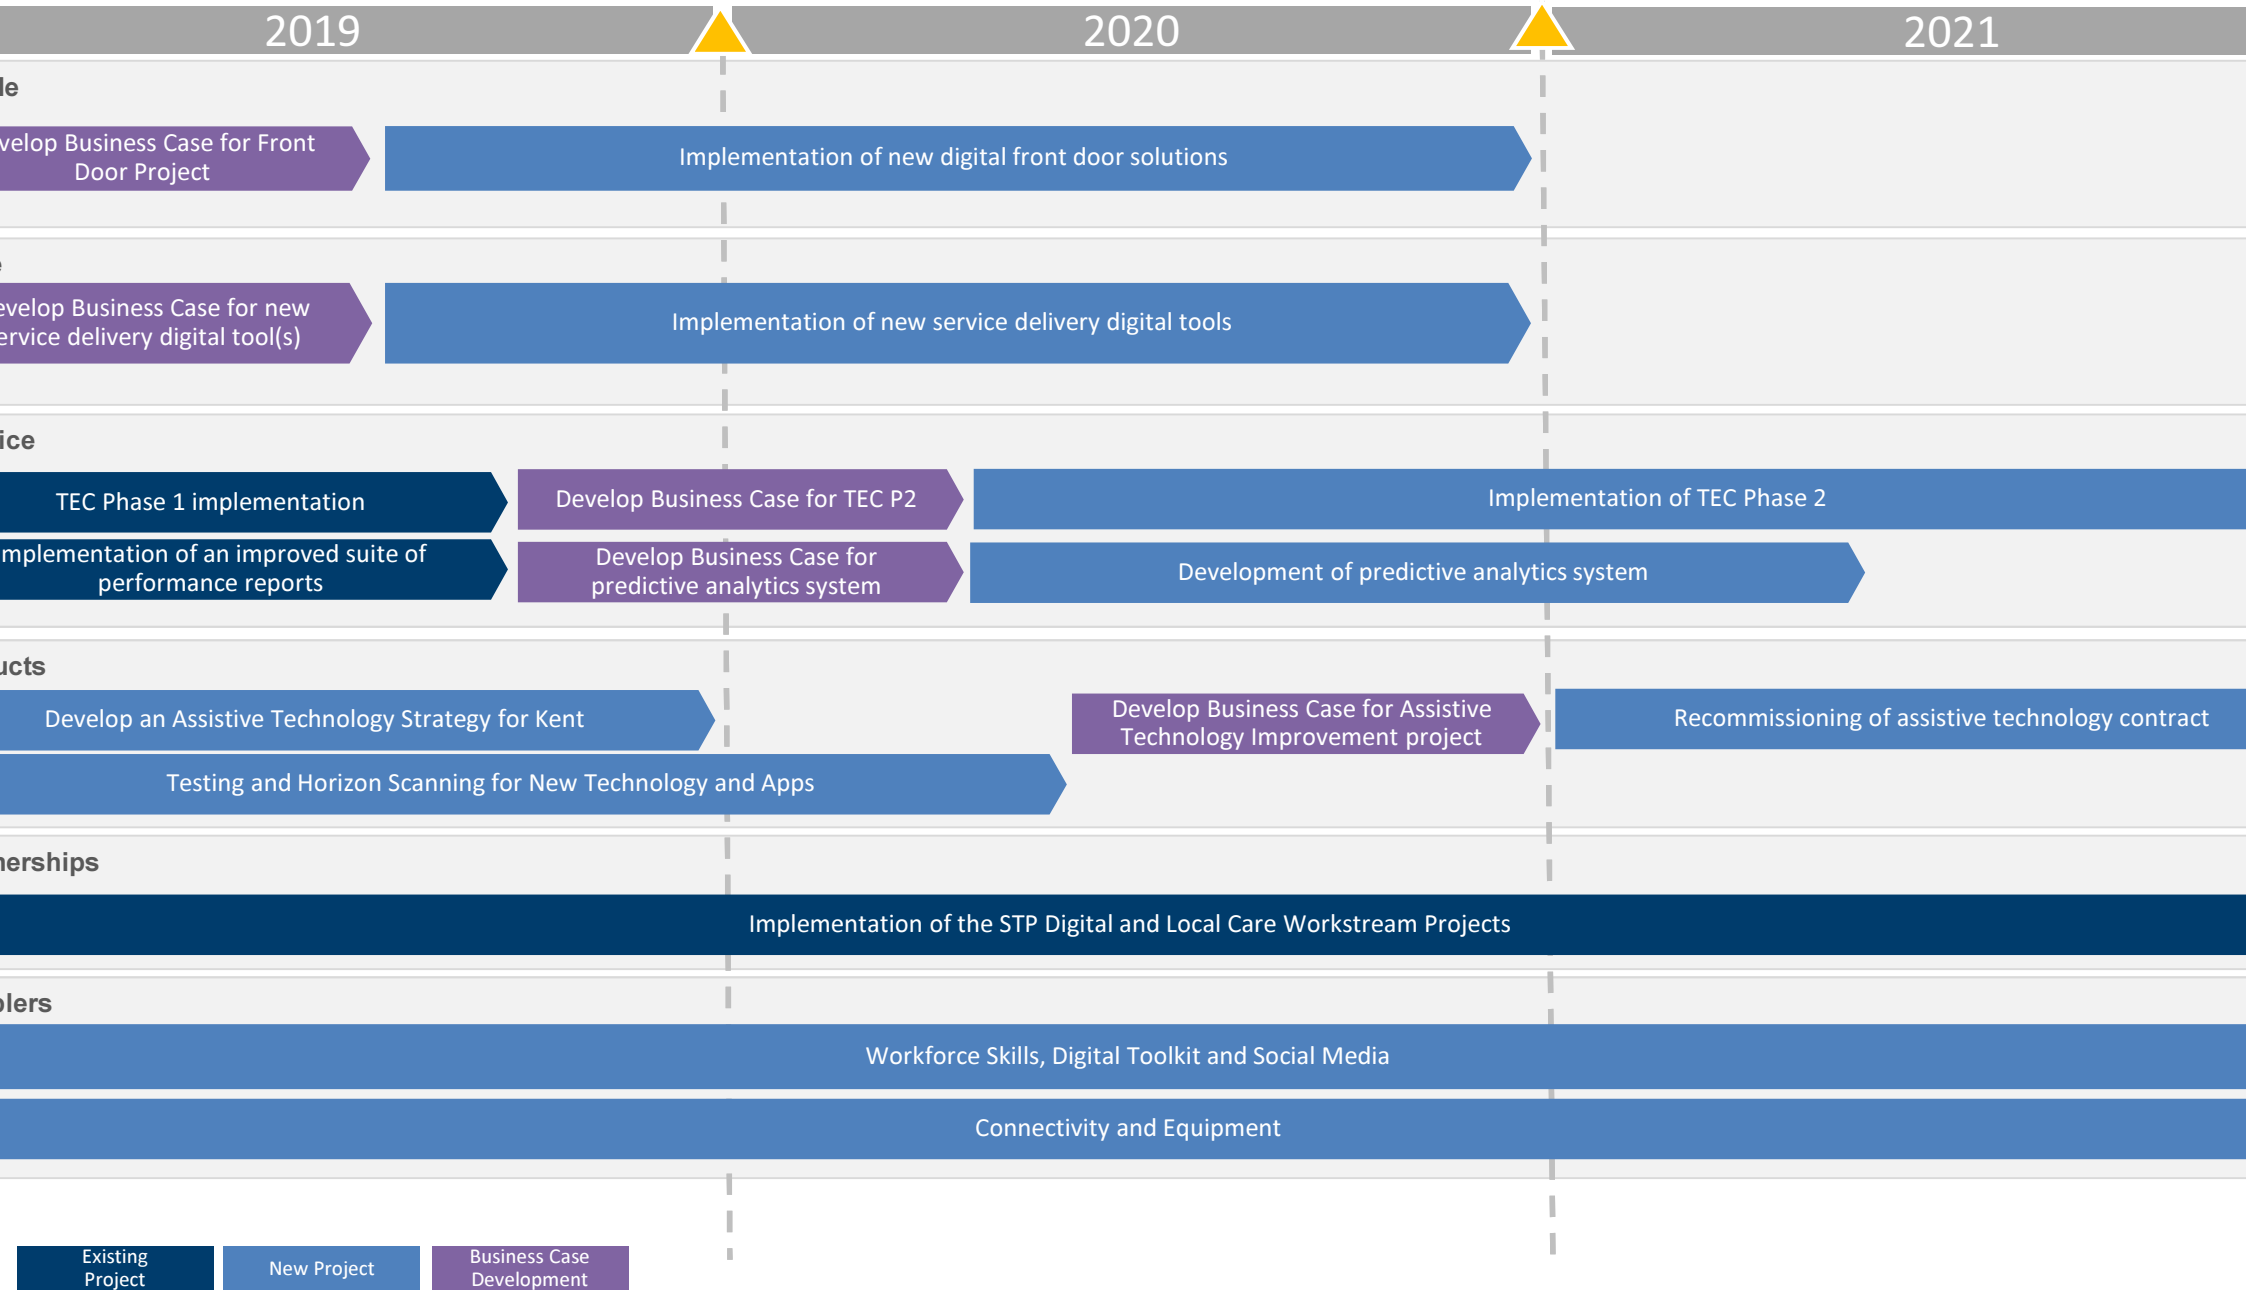 2019 2020 2021
le
velop Business Case for Front
Door Project
Implementation of new digital front door solutions
e
evelop Business Case for new
ervice delivery digital tool(s)
Implementation of new service delivery digital tools
ice
TEC Phase 1 implementation
Develop Business Case for TEC P2
Implementation of TEC Phase 2
mplementation of an improved suite of
performance reports
Develop Business Case for
predictive analytics system
Development of predictive analytics system
ucts
Develop an Assistive Technology Strategy for Kent
Develop Business Case for Assistive
Technology Improvement project
Recommissioning of assistive technology contract
Testing and Horizon Scanning for New Technology and Apps
nerships
Implementation of the STP Digital and Local Care Workstream Projects
blers
Workforce Skills, Digital Toolkit and Social Media
Connectivity and Equipment
Existing
Project
New Project
Business Case
Development